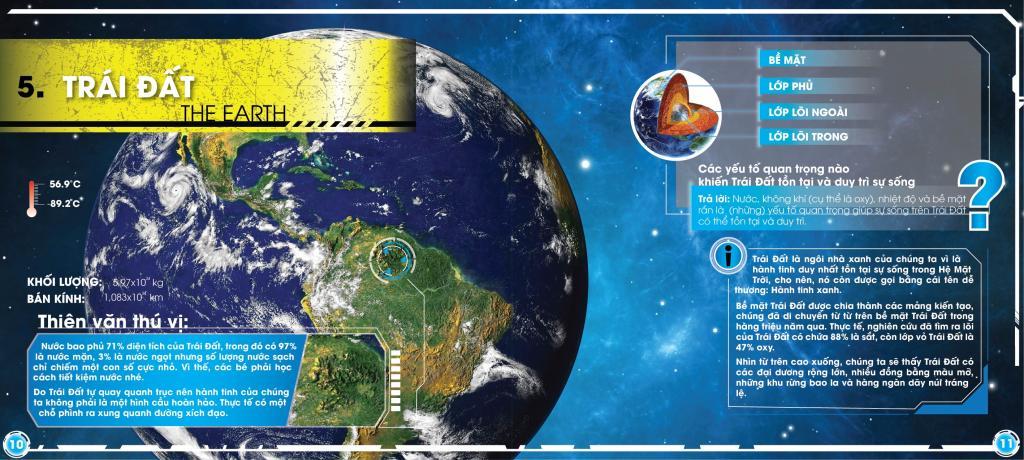 5. TRÁI ĐẤT
THE EARTH
56.9°C
-89.2°C
KHỐI LƯỢNG: 5,97x10 kg
BÁN KÍNH: 1,083x10 km
Thiên văn thú vị:
Nước bao phủ 71% diện tích của Trái Đất, trong đó có 97%
là nước mặn, 3% là nước ngọt nhưng số lượng nước sạch
chỉ chiếm một con số cực nhỏ. Vì thế, các bé phải học
cách tiết kiệm nước nhé.
Do Trái Đất tự quay quanh trục nên hành tinh của chúng
ta không phải là một hình cầu hoàn hảo. Thực tế có một
chỗ phình ra xung quanh đường xích đạo.
10
BỀ MẶT
LỚP PHỦ
LỚP LÕI NGOÀI
LỚP LÕI TRONG
Các yếu tố quan trọng nào
khiến Trái Đất tồn tại và duy trì sự sống
?
Trả lời: Nước, không khí (cụ thể là oxy), nhiệt độ và bề mặt
rắn là (những) yếu tố quan trọng giúp sự sống trên Trái Đất
có thể tồn tại và duy trì.
i
Trái Đất là ngôi nhà xanh của chúng ta vì là
hành tinh duy nhất tồn tại sự sống trong Hệ Mặt
Trời, cho nên, nó còn được gọi bằng cái tên dễ
thương: Hành tinh xanh.
Bề mặt Trái Đất được chia thành các mảng kiến tạo,
chúng đã di chuyển từ từ trên bề mặt Trái Đất trong
hàng triệu năm qua. Thực tế, nghiên cứu đã tìm ra lõi
của Trái Đất có chứa 88% là sắt, còn lớp vỏ Trái Đất là
47% oxy.
Nhìn từ trên cao xuống, chúng ta sẽ thấy Trái Đất có
các đại dương rộng lớn, nhiều đồng bằng màu mỡ,
những khu rừng bao la và hàng ngàn dãy núi tráng
lệ.
11